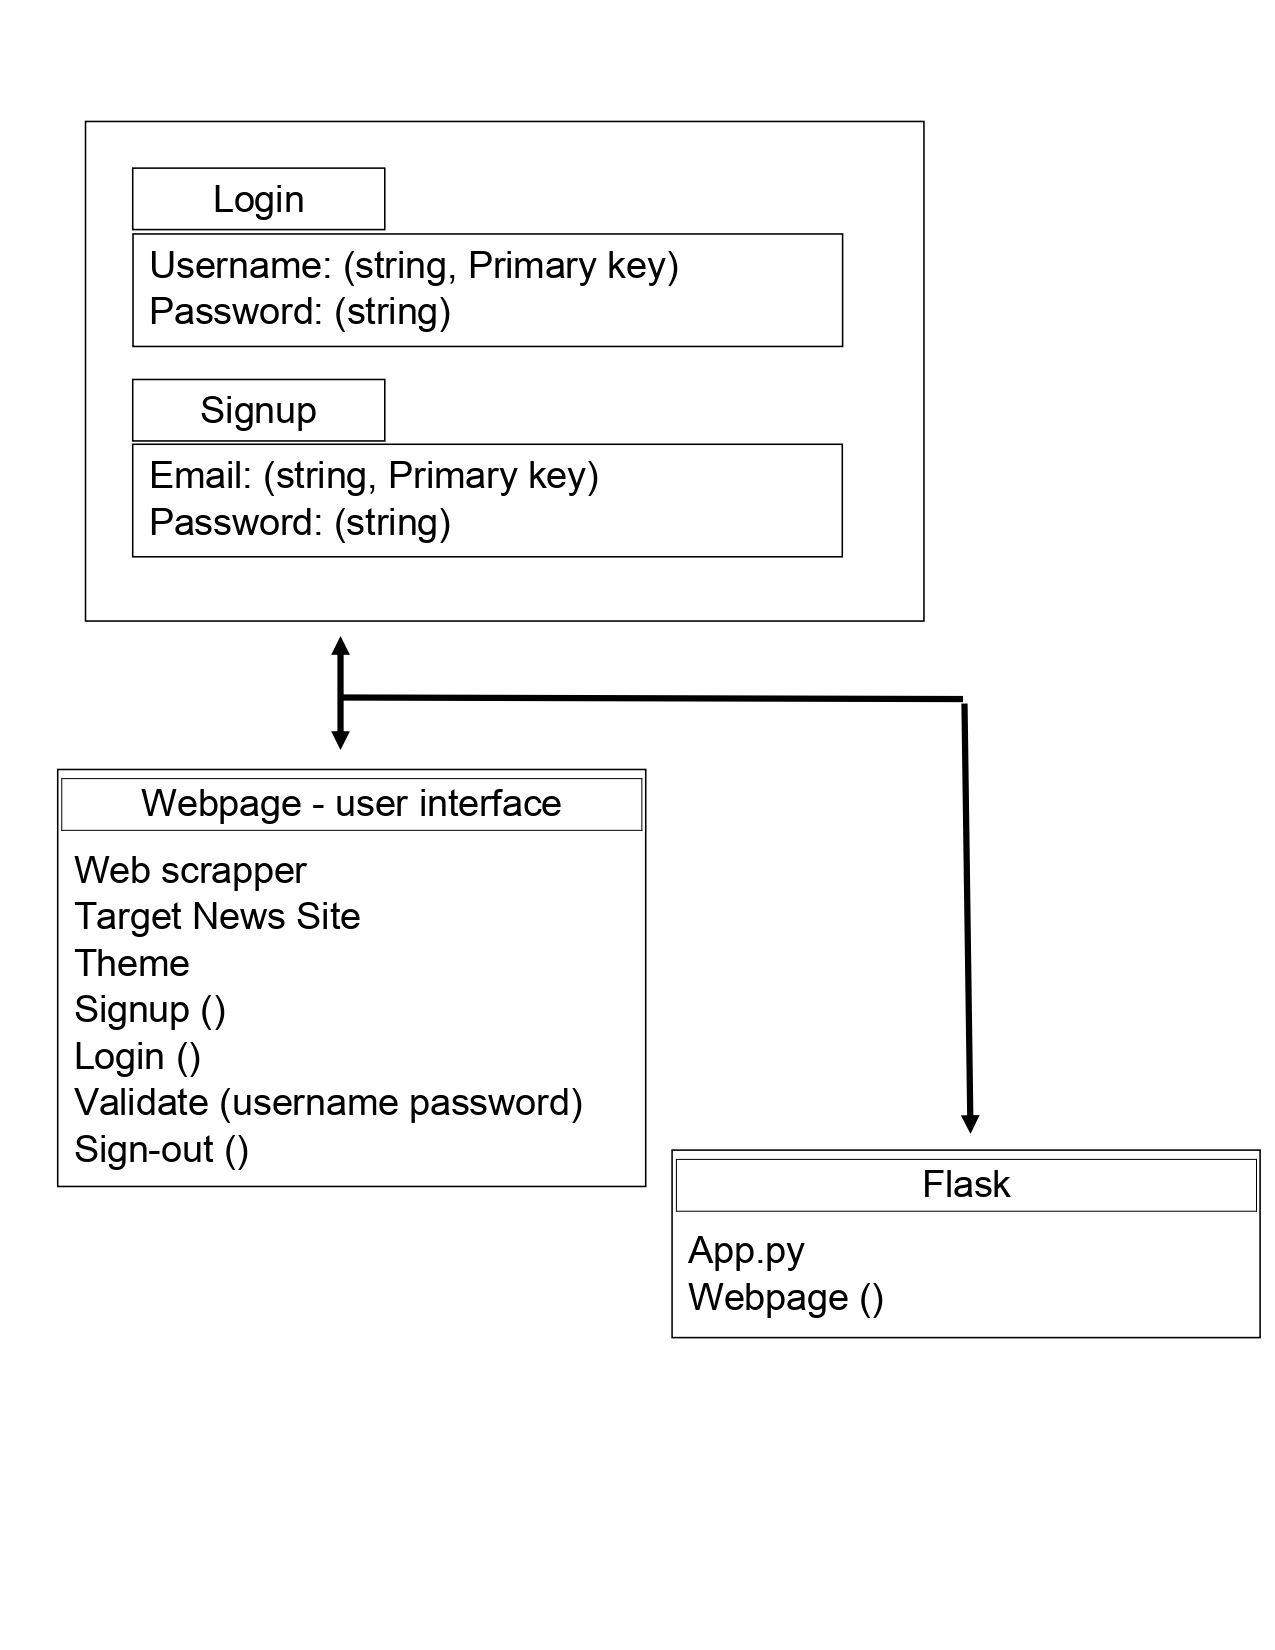 Login
Username: (string, Primary key)
Password: (string)
Signup
Email: (string, Primary key)
Password: (string)
Webpage - user interface
Web scrapper
Target News Site
Theme
Signup ()
Login ()
Validate (username password)
Sign-out ()
Flask
App.py
Webpage ()